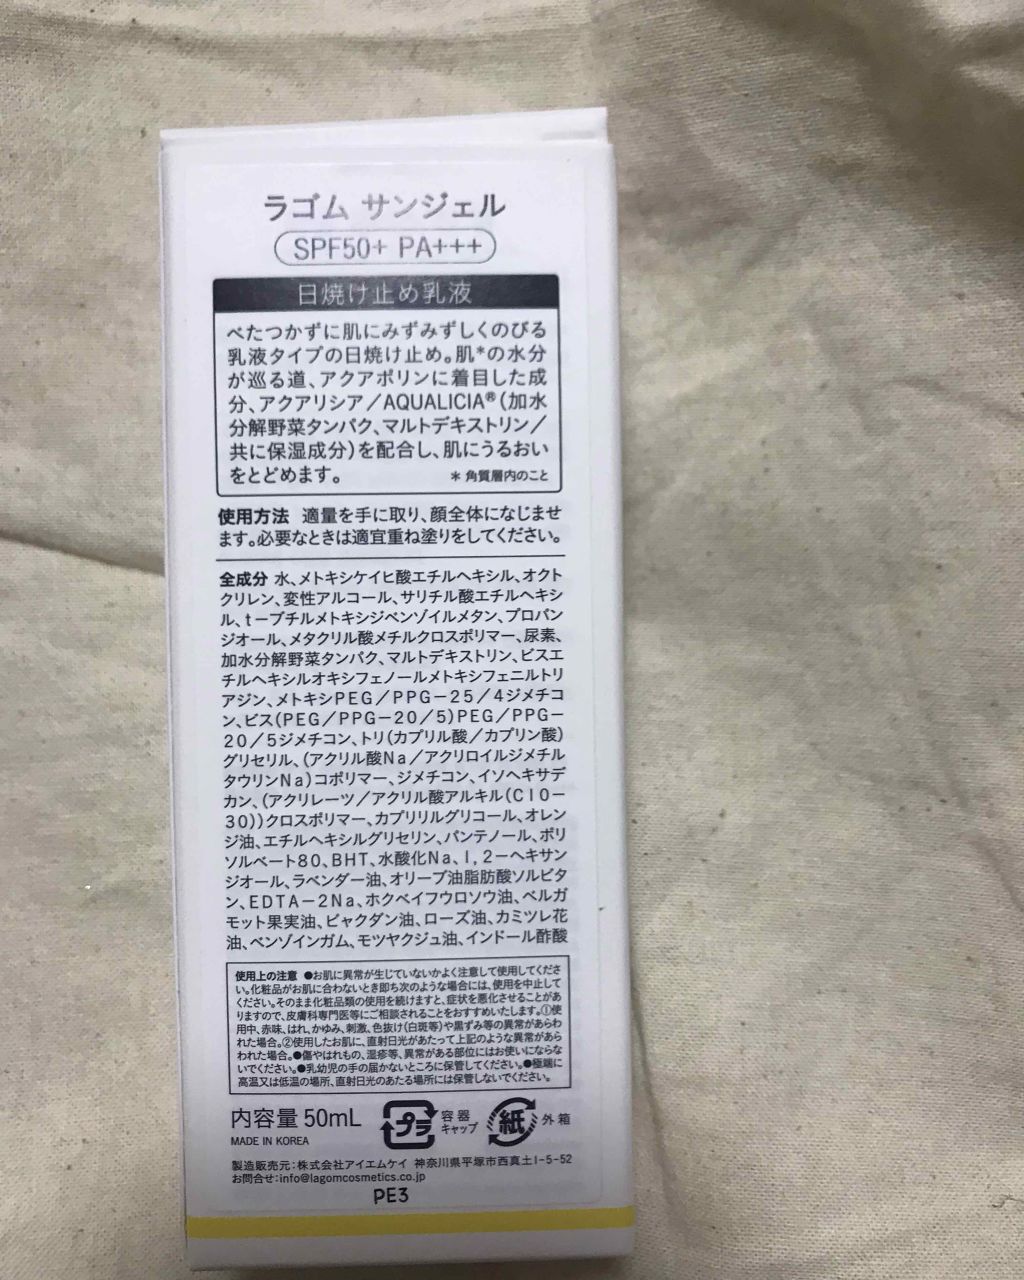 ラゴム サンジェル
SPF50+ PA+++
日焼け止め乳液
べたつかずに肌にみずみずしくのびる
乳液タイプの日焼け止め。肌*の水分
が巡る道、アクアポリンに着目した成
分、アクアリシア／AQUALICIA®（加水
分解野菜タンパク、マルトデキストリン／
共に保湿成分）を配合し、肌にうるおい
をとどめます。 ＊角質層内のこと
使用方法 適量を手に取り、顔全体になじませ
ます。必要なときは適宜重ね塗りをしてください。
全成分 水、メトキシケイヒ酸エチルヘキシル、オクト
クリレン、変性アルコール、サリチル酸エチルヘキシ
ル、t－ブチルメトキシジベンゾイルメタン、プロパン
ジオール、メタクリル酸メチルクロスポリマー、尿素、
加水分解野菜タンパク、マルトデキストリン、ビスエ
チルヘキシルオキシフェノールメトキシフェニルトリ
アジン、メトキシPEG／PPG－25／4ジメチコ
ン、ビス(PEG／PPG－20／5)PEG／PPG－
20／5ジメチコン、トリ(カプリル酸／カプリン酸)
グリセリル、(アクリル酸Na／アクリロイルジメチル
タウリンNa)コポリマー、ジメチコン、イソヘキサデ
カン、(アクリレーツ／アクリル酸アルキル(C10－
30))クロスポリマー、カプリリルグリコール、オレン
ジ油、エチルヘキシルグリセリン、パンテノール、ポリ
ソルベート80、BHT、水酸化Na、1,2－ヘキサン
ジオール、ラベンダー油、オリーブ油脂肪酸ソルビタ
ン、EDTA－2Na、ホクベイフウロソウ油、ベルガ
モット果実油、ビャクダン油、ローズ油、カミツレ花
油、ベンゾインガム、モツヤクジュ油、インドール酢酸
使用上の注意 ●お肌に異常が生じていないかよく注意して使用してくださ
い。化粧品がお肌に合わないとき即ち次のような場合には、使用を中止して
ください。そのまま化粧品類の使用を続けますと、症状を悪化させることがあ
りますので、皮膚科専門医等にご相談されることをおすすめいたします。①使
用中、赤味、はれ、かゆみ、刺激、色抜け(白斑等)や黒ずみ等の異常があらわ
れた場合。②使用したお肌に、直射日光があたって上記のような異常があら
われた場合。●傷やはれもの、湿疹等、異常がある部位にはお使いにならな
いでください。●乳幼児の手の届かないところに保管してください。●極端に
高温又は低温の場所、直射日光のあたる場所には保管しないでください。
内容量 50mL
MADE IN KOREA
プラ
容器
キャップ
紙
外箱
製造販売元：株式会社アイエムケイ 神奈川県平塚市西真土1-5-52
お問合せ：info@lagomcosmetics.co.jp
PE3